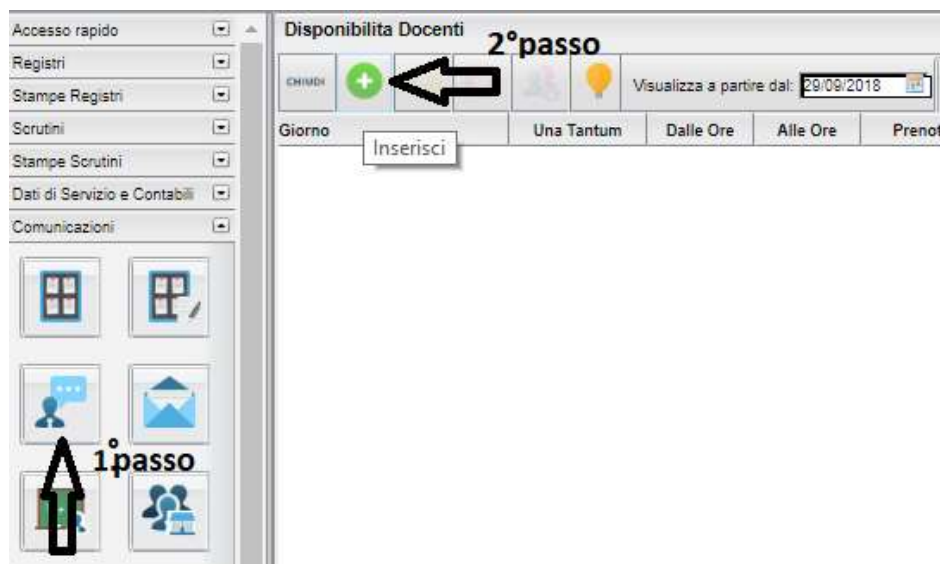 Accesso rapido
Registri
Stampe Registri
Scrutini
Stampe Scrutini
Dati di Servizio e Contabili
Comunicazioni
1°passo
Disponibilita Docenti
2°passo
CHIUDI
Visualizza a partire dal: 29/09/2018
Giorno Una Tantum Dalle Ore Alle Ore Prenot
Inserisci